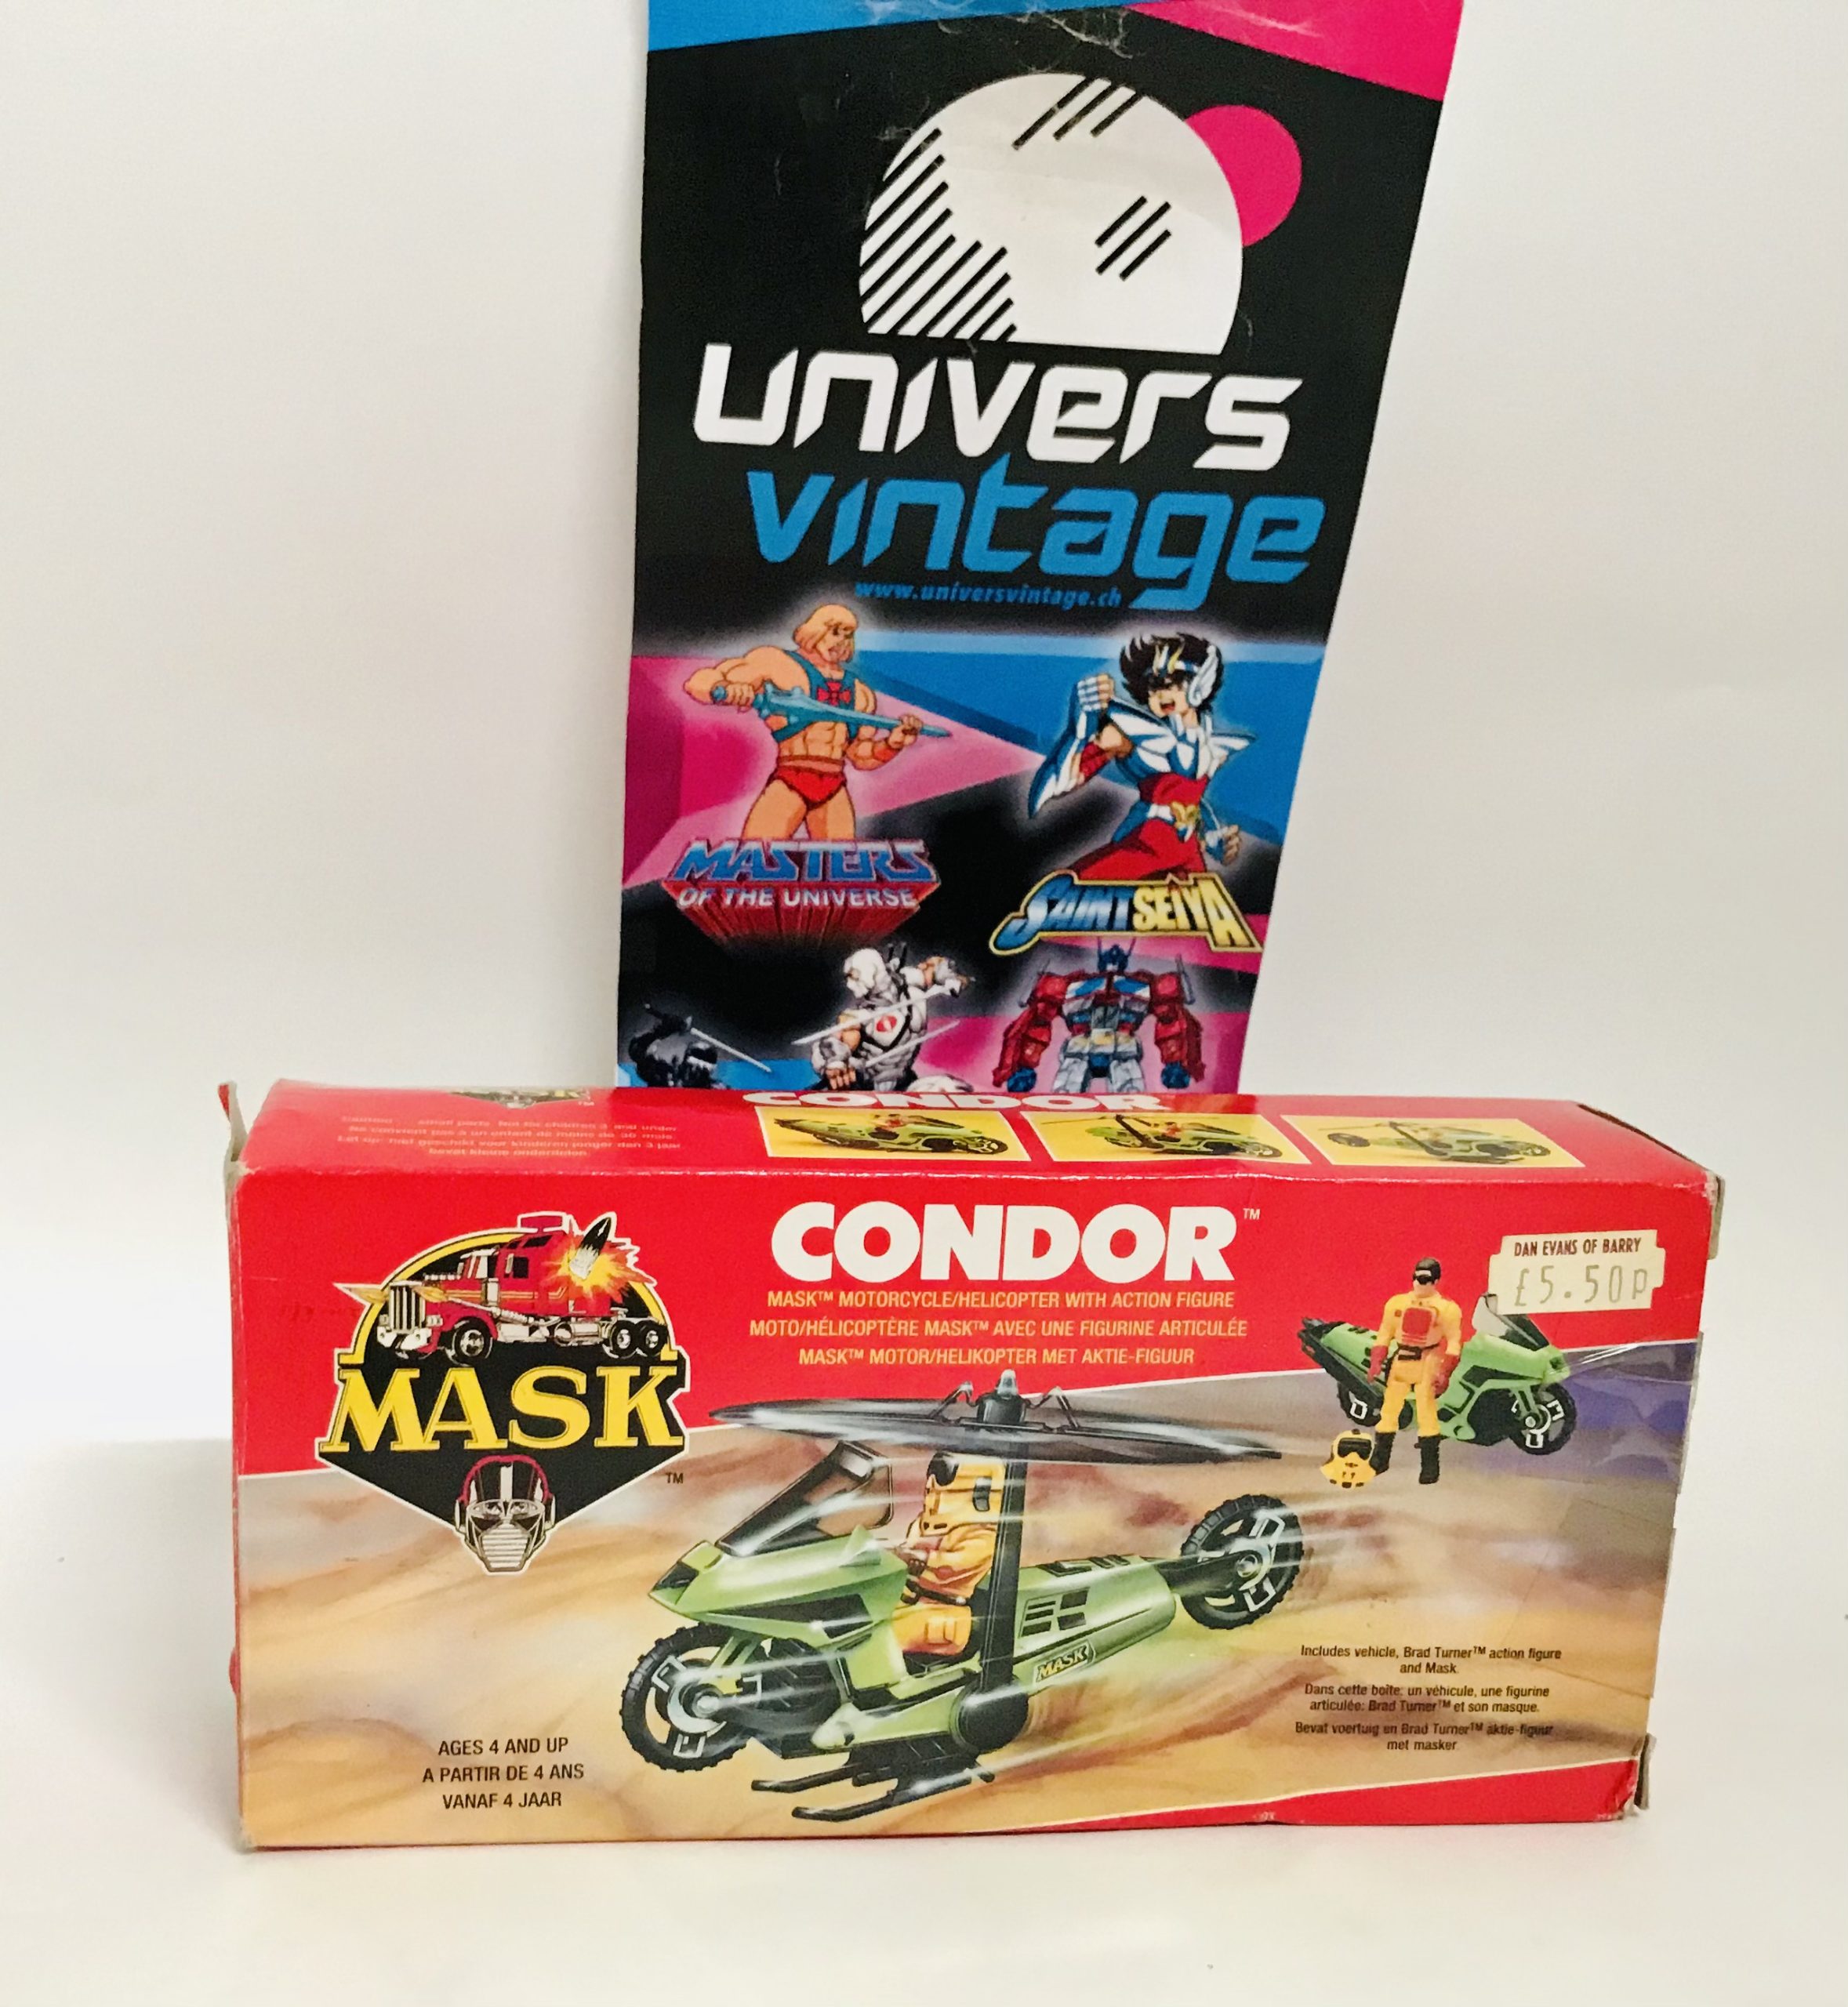 univers
vintage
www.universvintage.ch
MASTERS
OF THE UNIVERSE
SAINT SEIYA
CONDOR
CONDOR™
MASK™ MOTORCYCLE/HELICOPTER WITH ACTION FIGURE
MOTO/HÉLICOPTÈRE MASK™ AVEC UNE FIGURINE ARTICULÉE
MASK™ MOTOR/HELIKOPTER MET AKTIE-FIGUUR
DAN EVANS OF BARRY
£5.50p
MASK
TM
MASK
Includes vehicle, Brad Turner™ action figure
and Mask.
Dans cette boîte: un véhicule, une figurine
articulée: Brad Turner™ et son masque.
Bevat voertuig en Brad Turner™ aktie-figuur
met masker
AGES 4 AND UP
A PARTIR DE 4 ANS
VANAF 4 JAAR